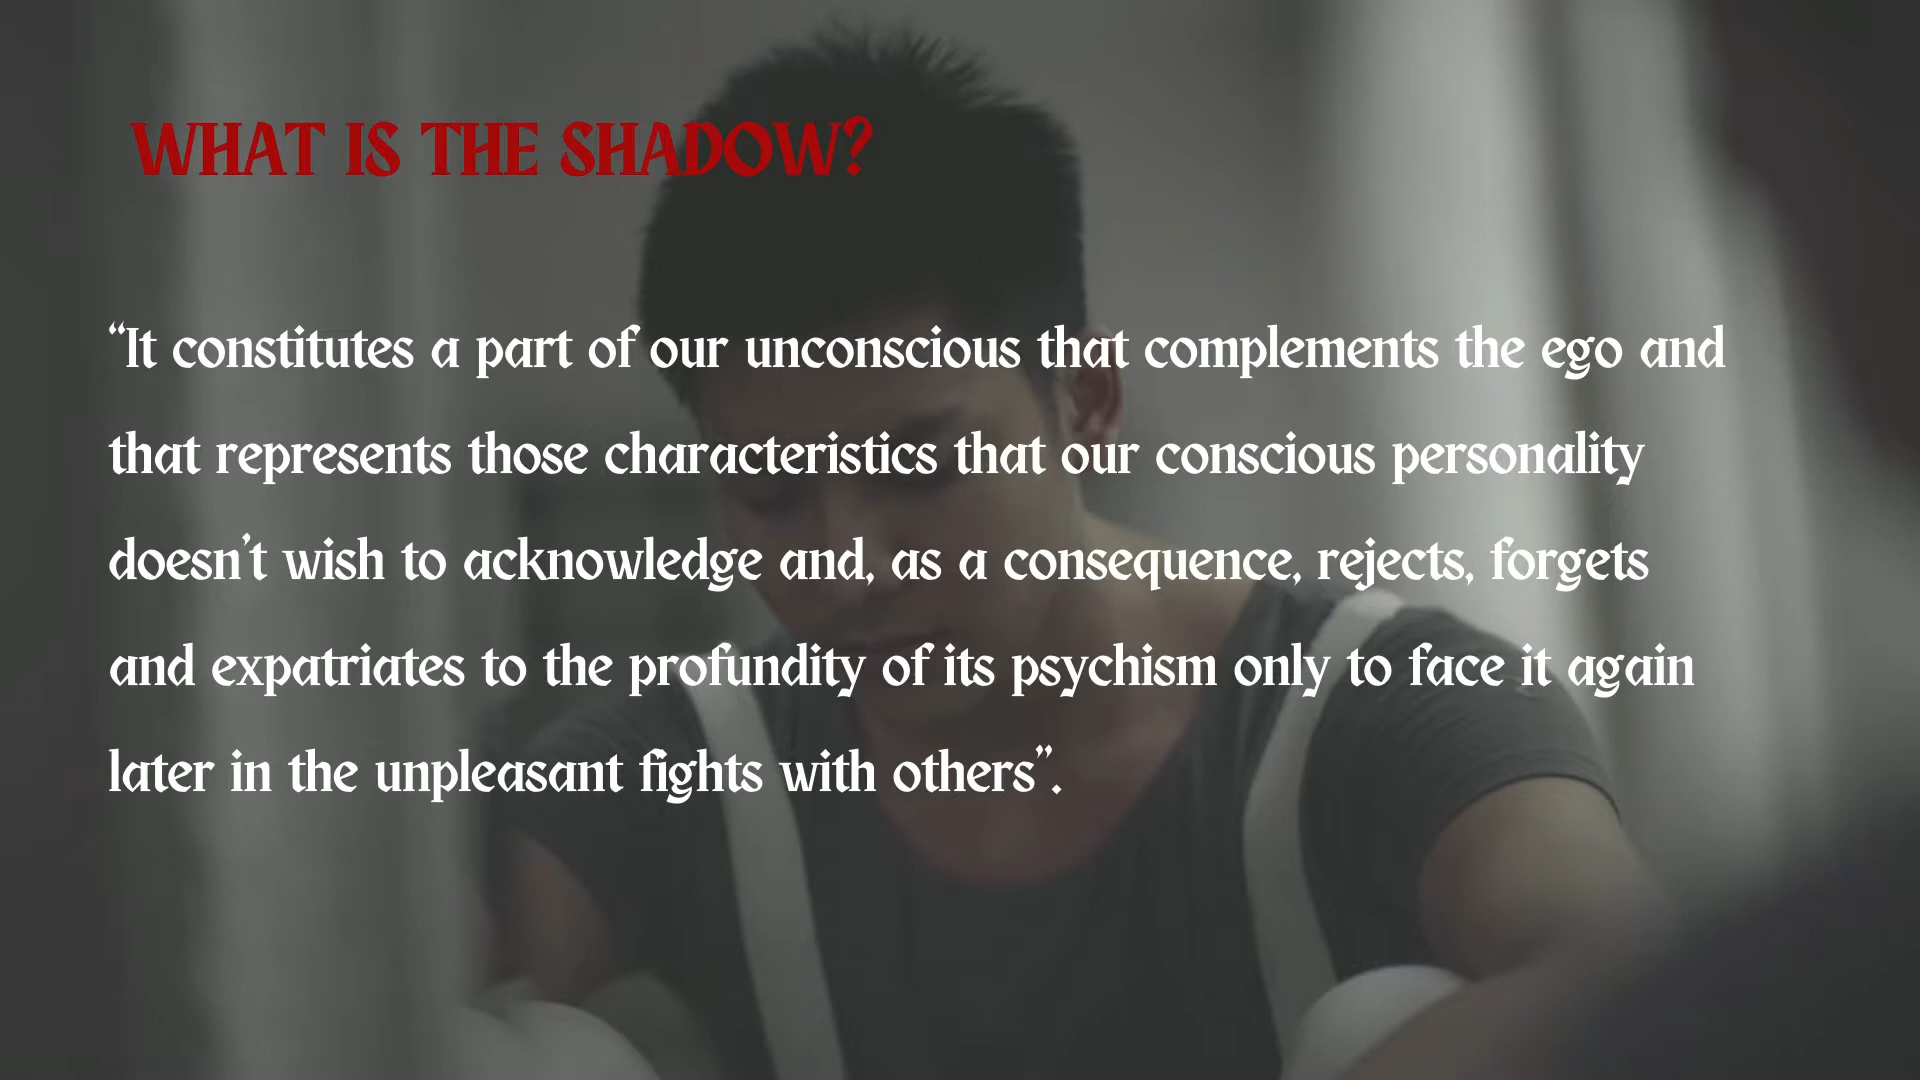 WHAT IS THE SHADOW?
“It constitutes a part of our unconscious that complements the ego and
that represents those characteristics that our conscious personality
doesn’t wish to acknowledge and, as a consequence, rejects, forgets
and expatriates to the profundity of its psychism only to face it again
later in the unpleasant fights with others”.